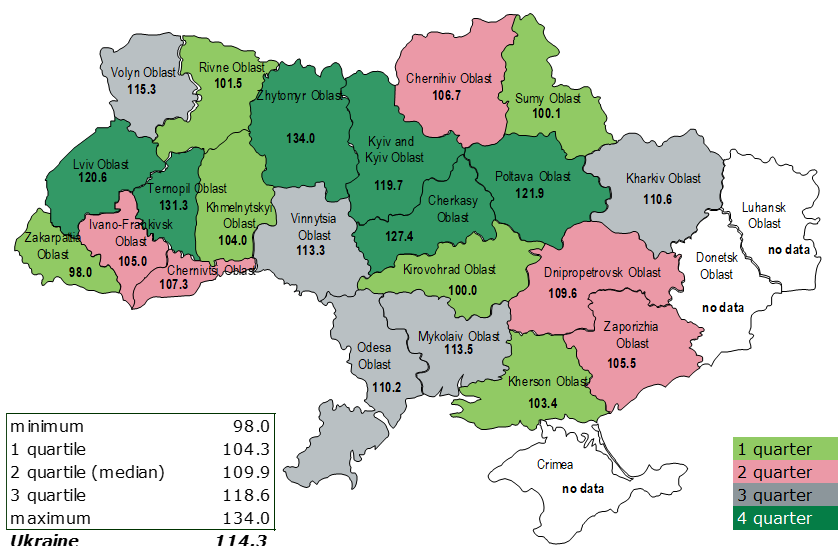 Volyn Oblast
115.3
Rivne Oblast
101.5
Zhytomyr Oblast
134.0
Kyiv and
Kyiv Oblast
119.7
Chernihiv Oblast
106.7
Sumy Oblast
100.1
Lviv Oblast
120.6
Ternopil Oblast
131.3
Khmelnytskyi
Oblast
104.0
Vinnytsia
Oblast
113.3
Cherkasy
Oblast
127.4
Poltava Oblast
121.9
Kharkiv Oblast
110.6
Luhansk
Oblast
no data
Donetsk
Oblast
no data
Zakarpattia
Oblast
98.0
Ivano-Frankivsk
Oblast
105.0
Chernivtsi Oblast
107.3
Kirovohrad Oblast
100.0
Dnipropetrovsk Oblast
109.6
Zaporizhia
Oblast
105.5
Odesa
Oblast
110.2
Mykolaiv Oblast
113.5
Kherson Oblast
103.4
Crimea
no data
minimum 98.0
1 quartile 104.3
2 quartile (median) 109.9
3 quartile 118.6
maximum 134.0
Ukraine 114.3
1 quarter
2 quarter
3 quarter
4 quarter